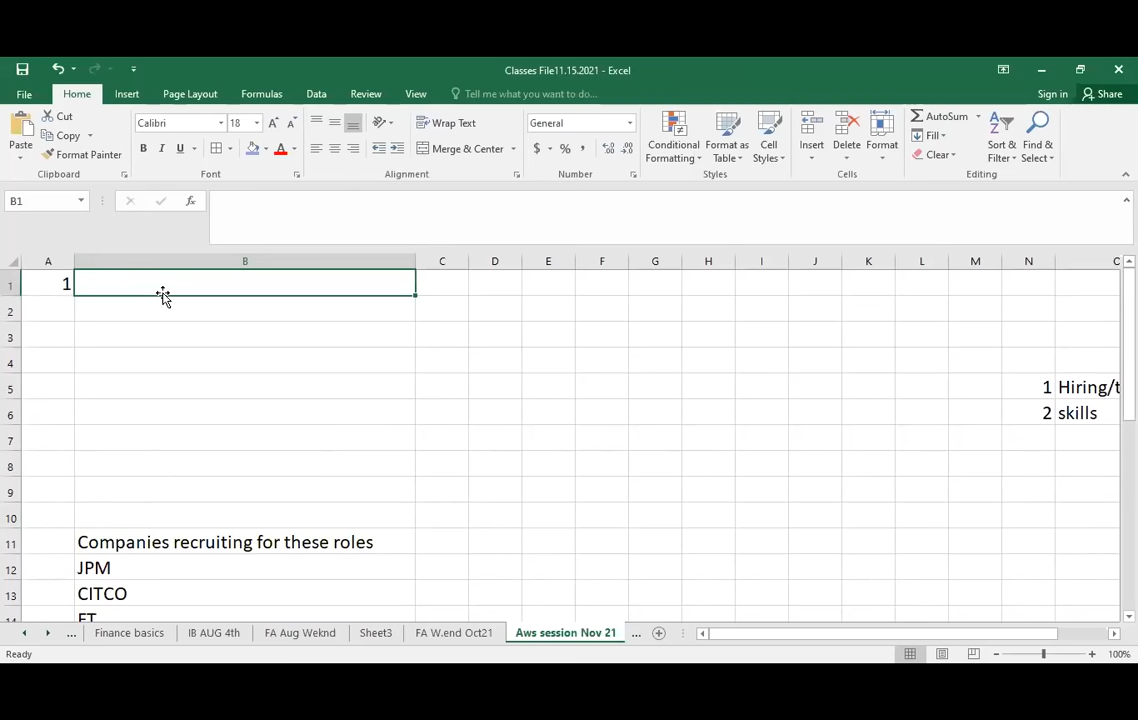 Classes File11.15.2021 - Excel
File Home Insert Page Layout Formulas Data Review View Tell me what you want to do... Sign in Share
Paste Cut Copy Format Painter Clipboard
Calibri 18 A A B I U A Font
Wrap Text Merge & Center Alignment
General $ % , Number
Conditional Formatting Format as Table Cell Styles Styles
Insert Delete Format Cells
AutoSum Fill Clear Sort & Filter Find & Select Editing
B1 fx
A B C D E F G H I J K L M N
1 1
2
3
4
5 1 Hiring/t
6 2 skills
7
8
9
10
11 Companies recruiting for these roles
12 JPM
13 CITCO
14
... Finance basics IB AUG 4th FA Aug Weknd Sheet3 FA W.end Oct21 Aws session Nov 21 ...
Ready 100%